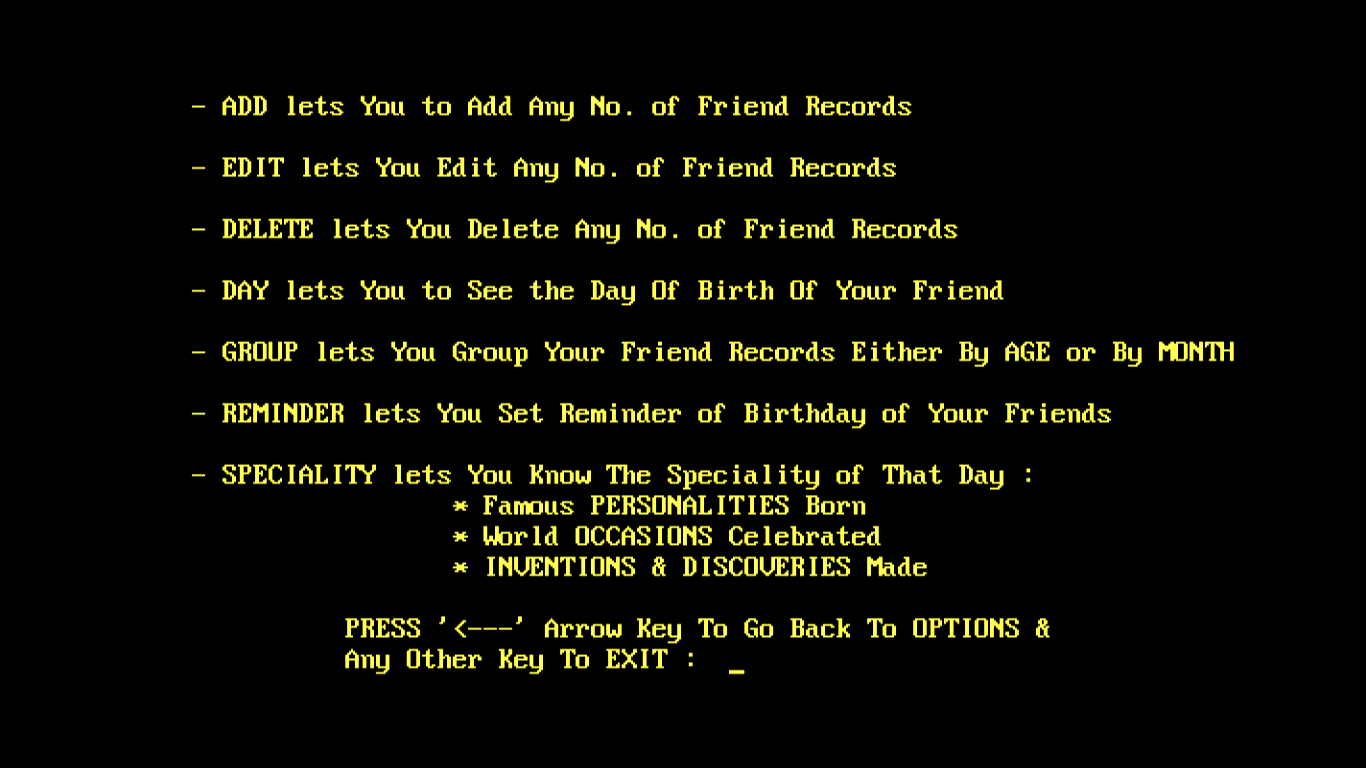 - ADD lets You to Add Any No. of Friend Records
- EDIT lets You Edit Any No. of Friend Records
- DELETE lets You Delete Any No. of Friend Records
- DAY lets You to See the Day Of Birth Of Your Friend
- GROUP lets You Group Your Friend Records Either By AGE or By MONTH
- REMINDER lets You Set Reminder of Birthday of Your Friends
- SPECIALITY lets You Know The Speciality of That Day :
* Famous PERSONALITIES Born
* World OCCASIONS Celebrated
* INVENTIONS & DISCOVERIES Made
PRESS '<---' Arrow Key To Go Back To OPTIONS &
Any Other Key To EXIT : _